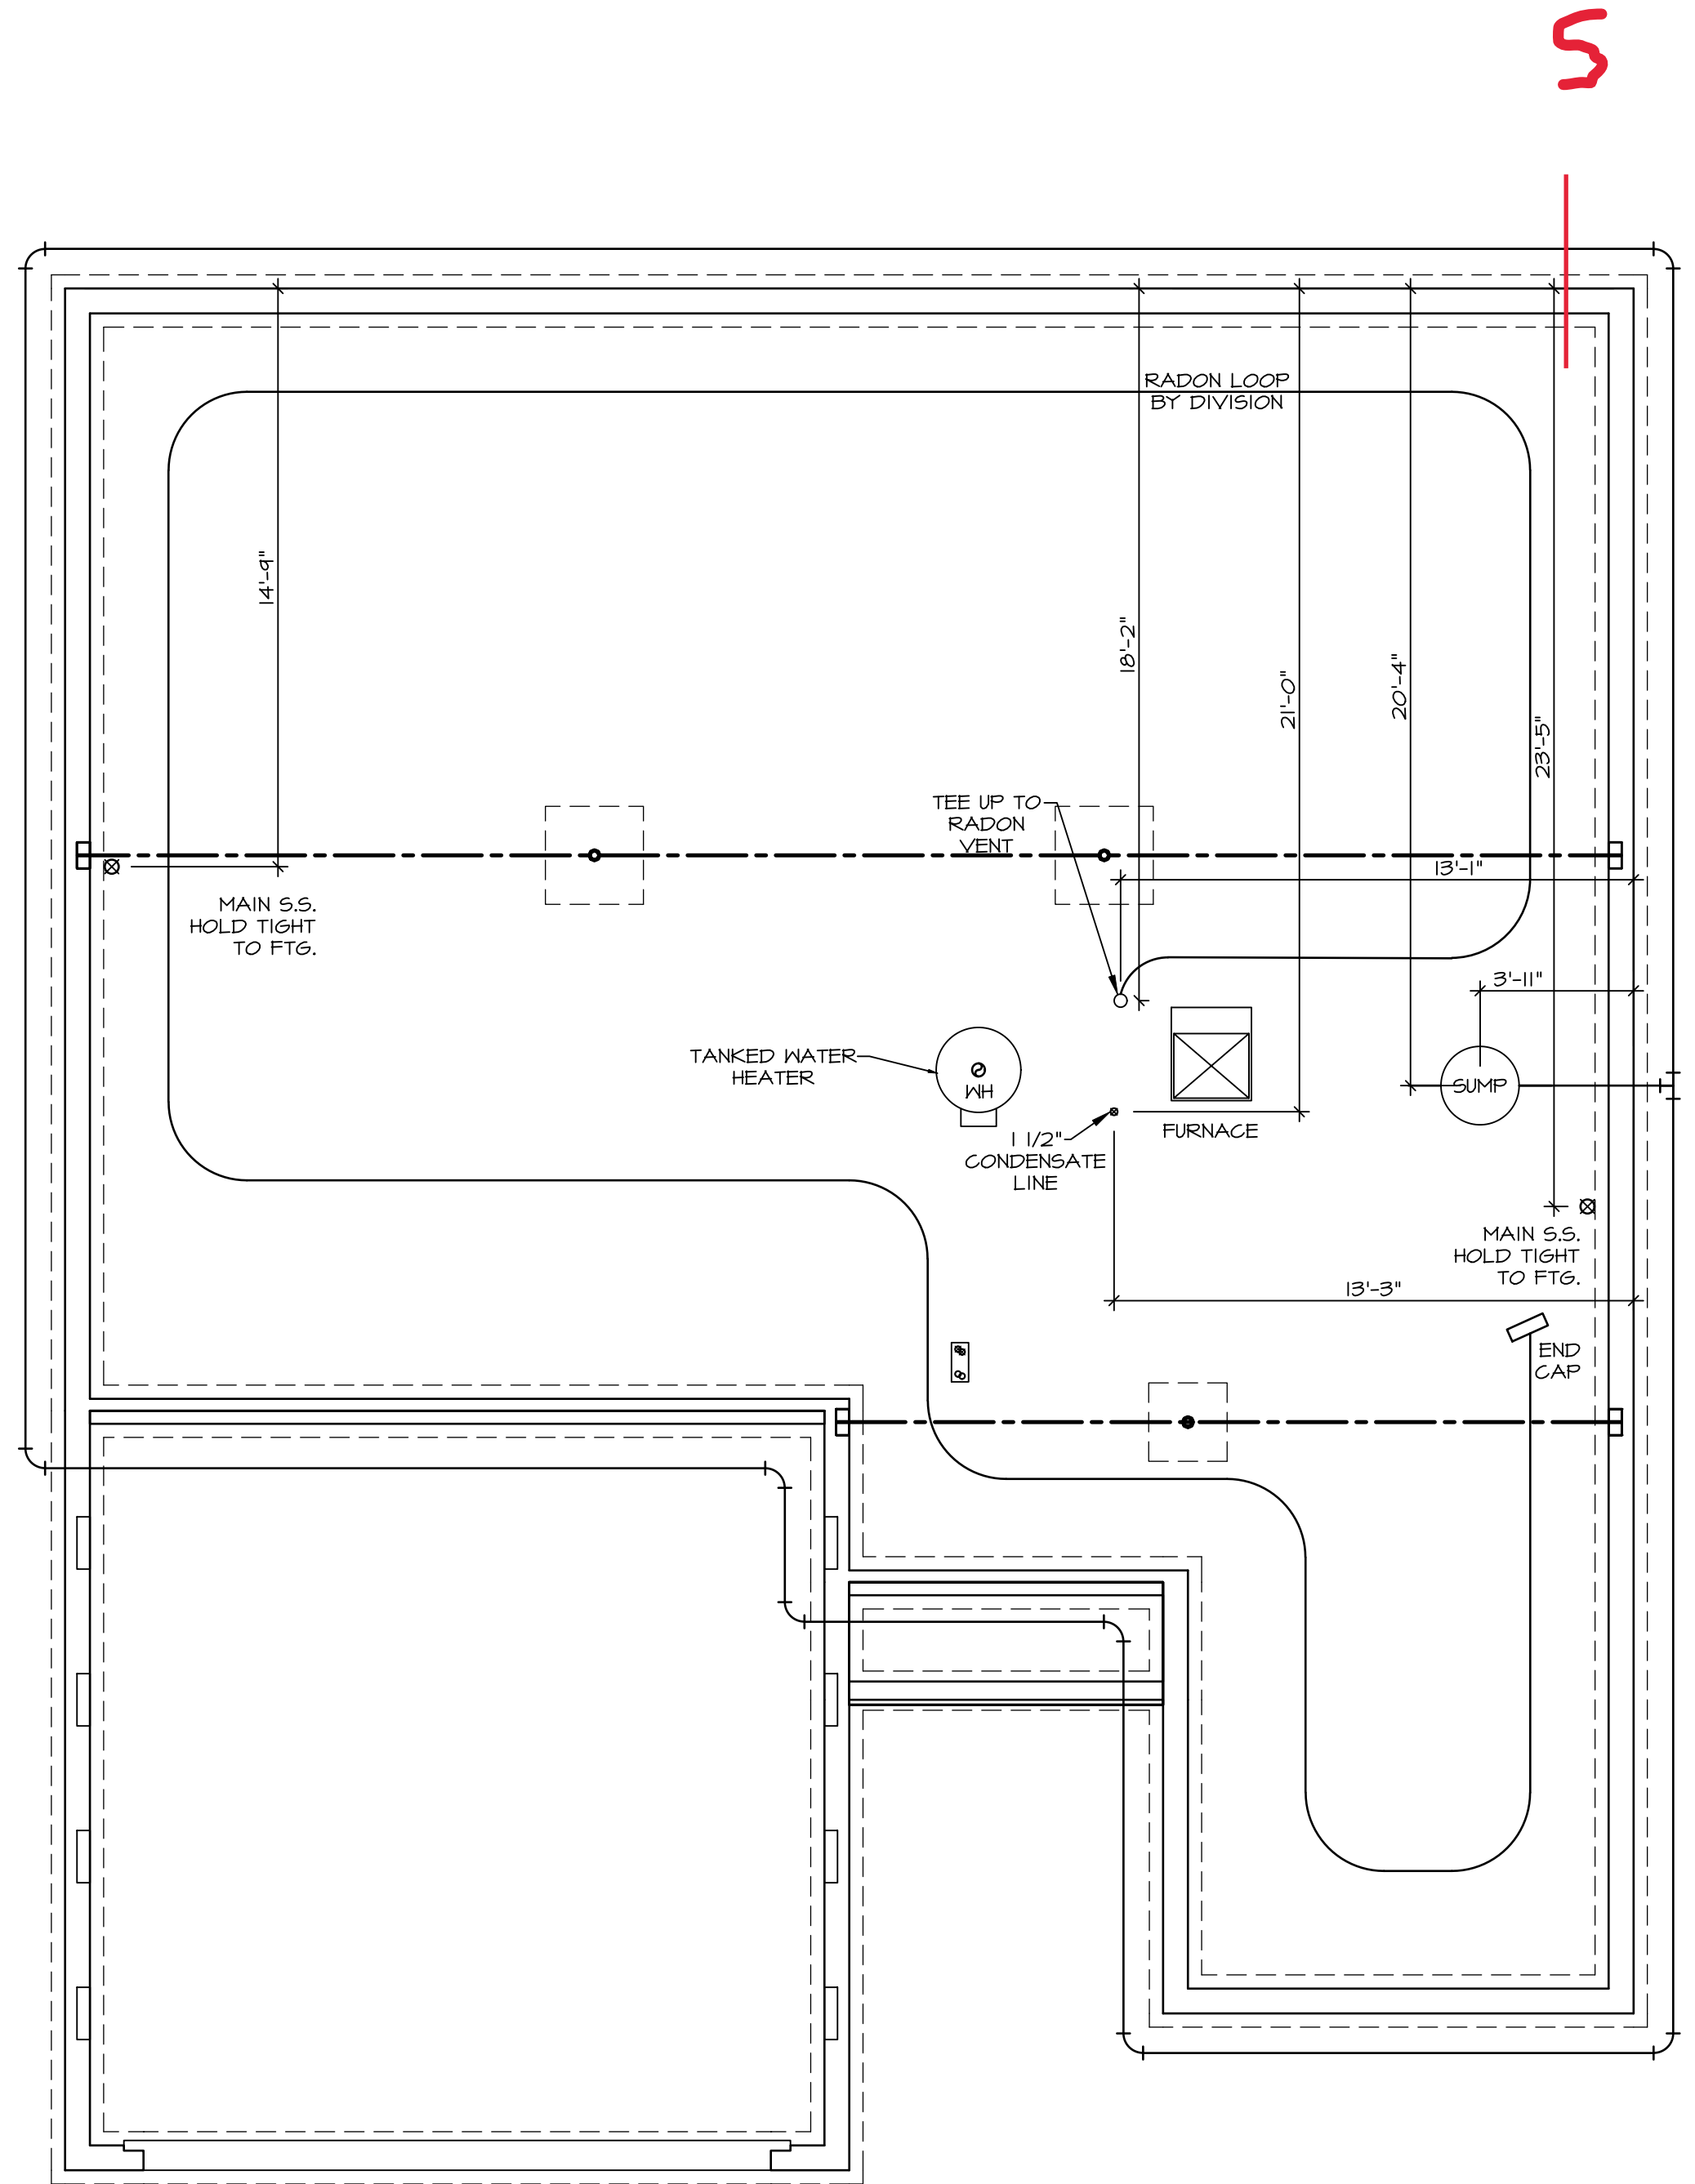 S
RADON LOOP
BY DIVISION
14'-9"
18'-2"
21'-0"
20'-4"
23'-5"
TEE UP TO
RADON
VENT
13'-1"
MAIN S.S.
HOLD TIGHT
TO FTG.
3'-11"
TANKED WATER
HEATER
WH
SUMP
1 1/2"
CONDENSATE
LINE
FURNACE
MAIN S.S.
HOLD TIGHT
TO FTG.
13'-3"
END
CAP